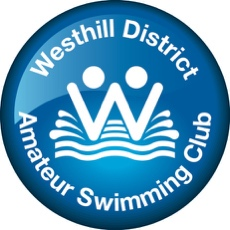 Westhill District
W
Amateur Swimming Club